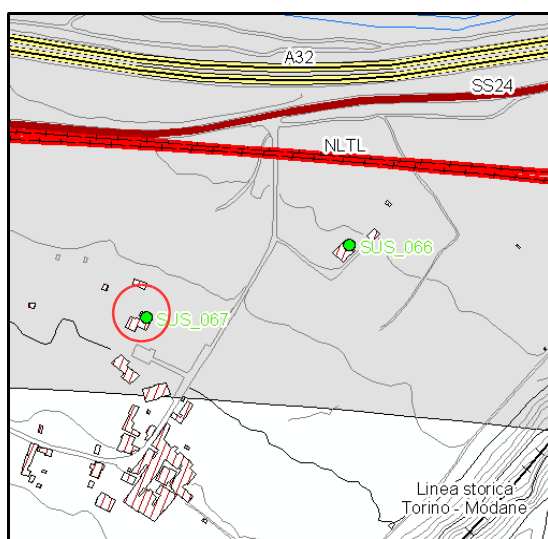 A32
SS24
NLTL
SUS_066
SUS_067
Linea storica
Torino - Modane